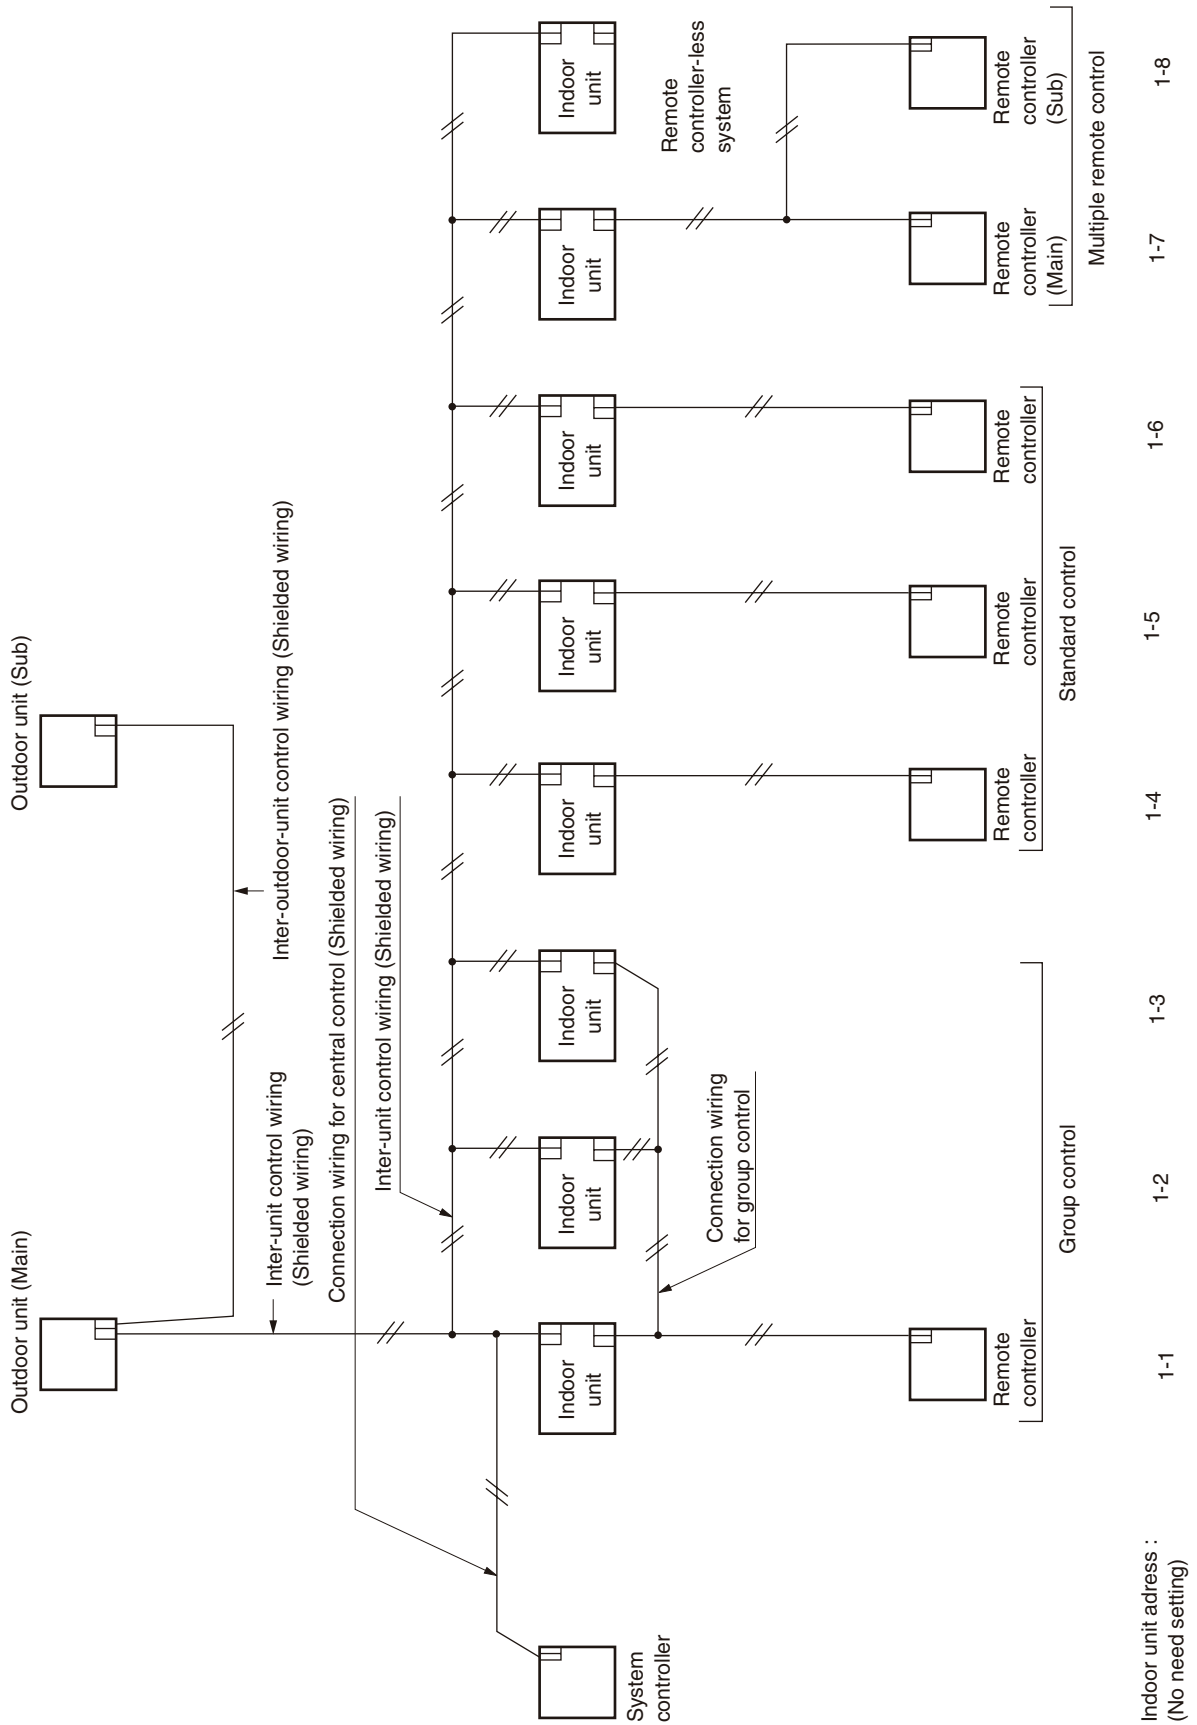 Outdoor unit (Main)
Outdoor unit (Sub)
Inter-outdoor-unit control wiring (Shielded wiring)
Inter-unit control wiring
(Shielded wiring)
Connection wiring for central control (Shielded wiring)
Inter-unit control wiring (Shielded wiring)
Indoor
unit
Indoor
unit
Indoor
unit
Indoor
unit
Indoor
unit
Indoor
unit
Indoor
unit
Indoor
unit
System
controller
Connection wiring
for group control
Remote
controller-less
system
Remote
controller
Remote
controller
Remote
controller
Remote
controller
Remote
controller
(Main)
Remote
controller
(Sub)
Group control
Standard control
Multiple remote control
Indoor unit adress :
(No need setting)
1-1
1-2
1-3
1-4
1-5
1-6
1-7
1-8